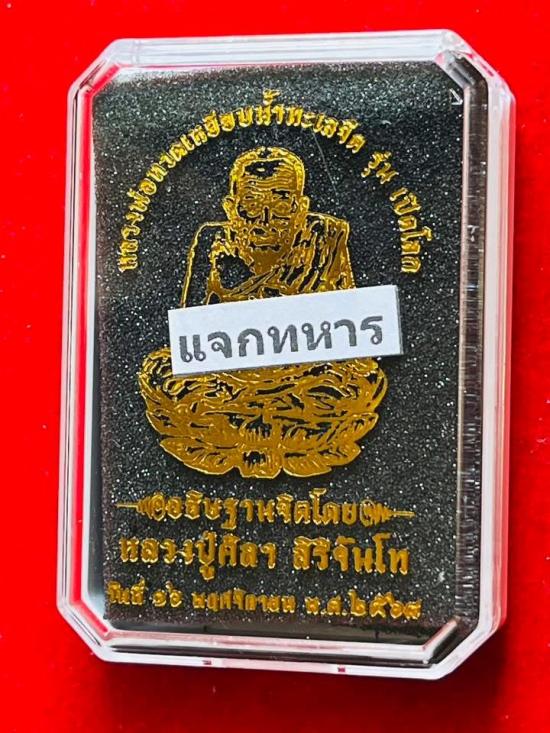 หลวงพ่อทวดเหยียบน้ำทะเลจืด รุ่น เปิดโลก
แจกทหาร
อธิษฐานจิตโดย
หลวงปู่ศิลา สิริจันโท
วันที่ ๑๖ พฤศจิกายน พ.ศ.๒๕๖๗